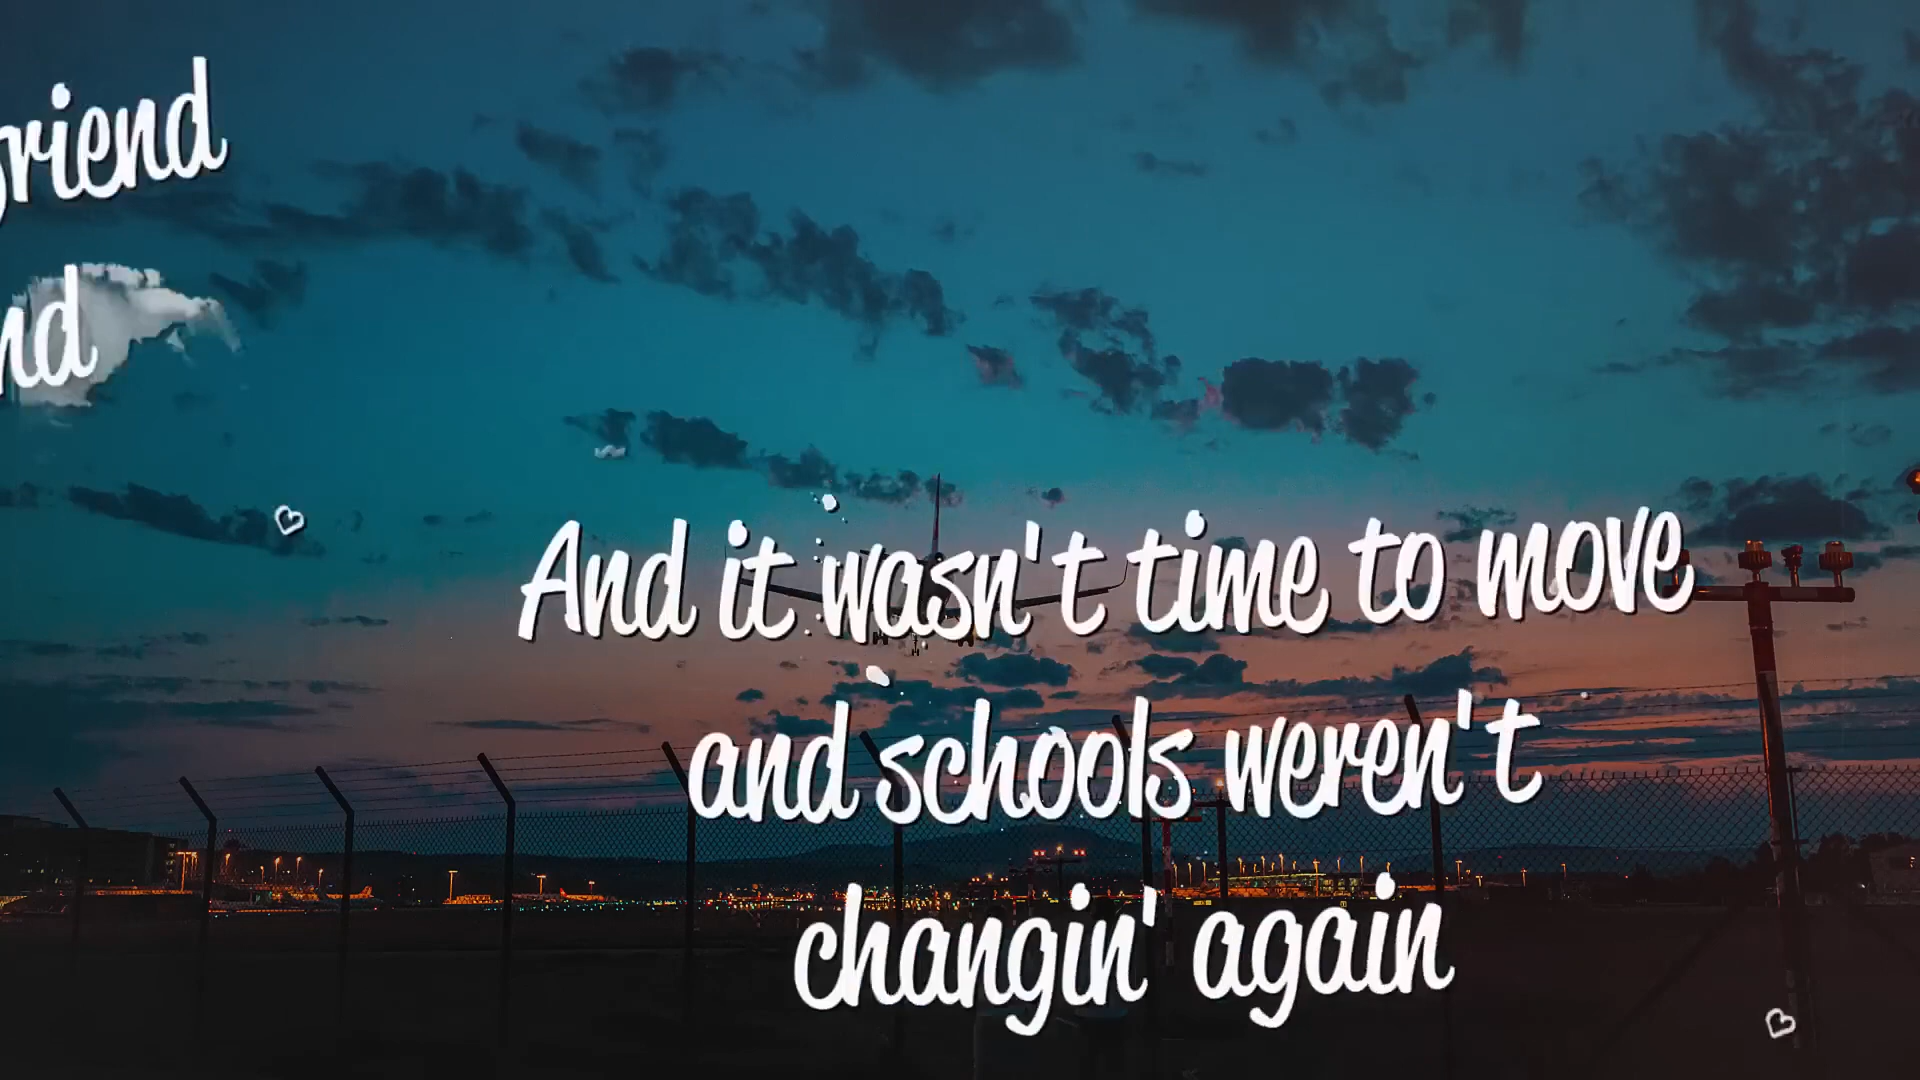 riend
nd
And it wasn't time to move
and schools weren't
changin' again